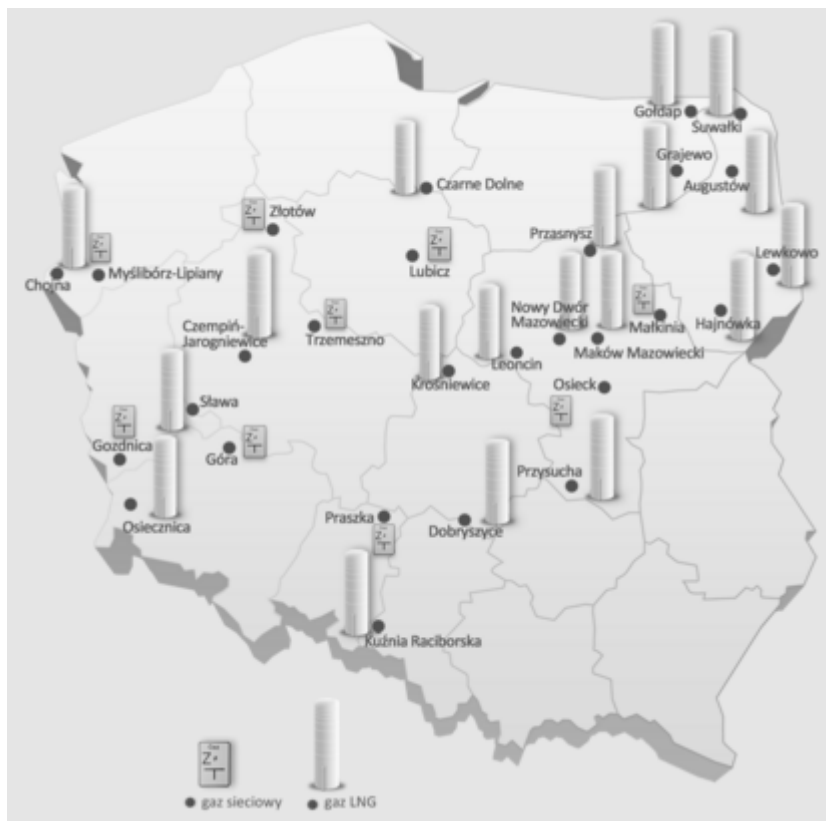 Gołdap
Suwałki
Grajewo
Augustów
Czarne Dolne
Złotów
Przasnysz
Lubicz
Lewkowo
Chojna
Myślibórz-Lipiany
Nowy Dwór
Mazowiecki
Małkinia
Hajnówka
Czempiń-
Jarogniewice
Trzemeszno
Maków Mazowiecki
Leoncin
Krośniewice
Osieck
Sława
Gozdnica
Góra
Przysucha
Osiecznica
Praszka
Dobryszyce
Kuźnia Raciborska
gaz sieciowy
gaz LNG